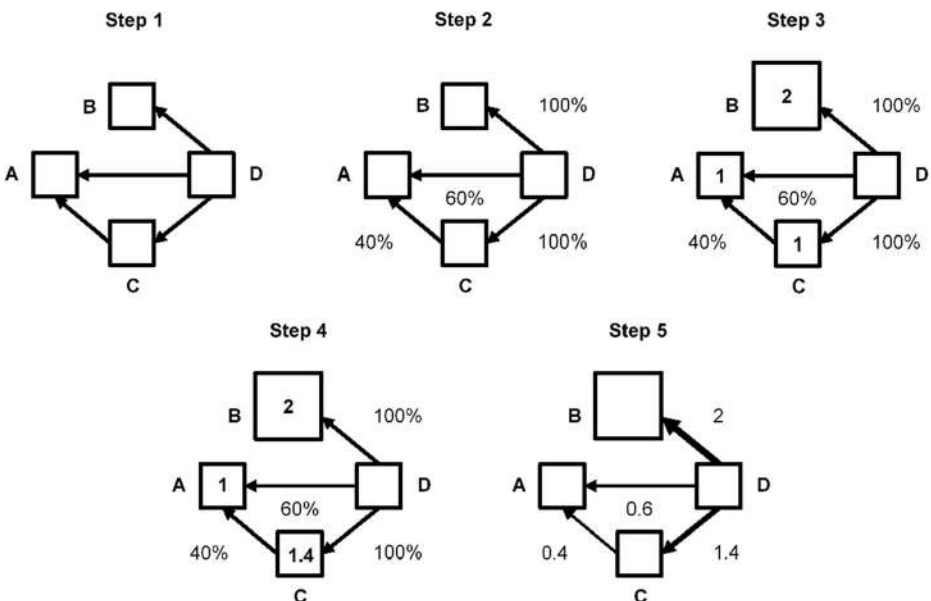 Step 1
Step 2
Step 3
B
B 100%
B 2 100%
A D
A D
A 1 D
60%
60%
40% 100%
40% 1 100%
C
C
C
Step 4
Step 5
B 2 100%
B 2
A 1 D
A D
60%
0.6
40% 1.4 100%
0.4 1.4
C
C